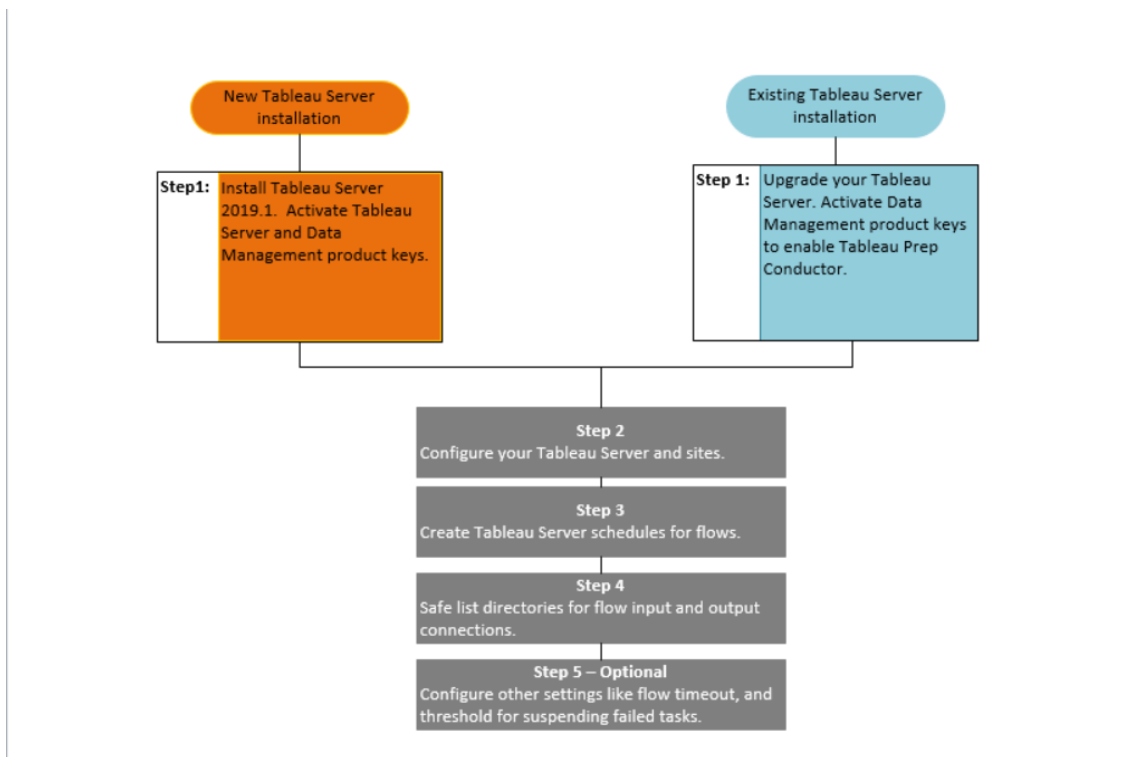 New Tableau Server
installation
Step1:
Install Tableau Server
2019.1.  Activate Tableau
Server and Data
Management product keys.
Existing Tableau Server
installation
Step 1:
Upgrade your Tableau
Server. Activate Data
Management product keys
to enable Tableau Prep
Conductor.
Step 2
Configure your Tableau Server and sites.
Step 3
Create Tableau Server schedules for flows.
Step 4
Safe list directories for flow input and output
connections.
Step 5 – Optional
Configure other settings like flow timeout, and
threshold for suspending failed tasks.